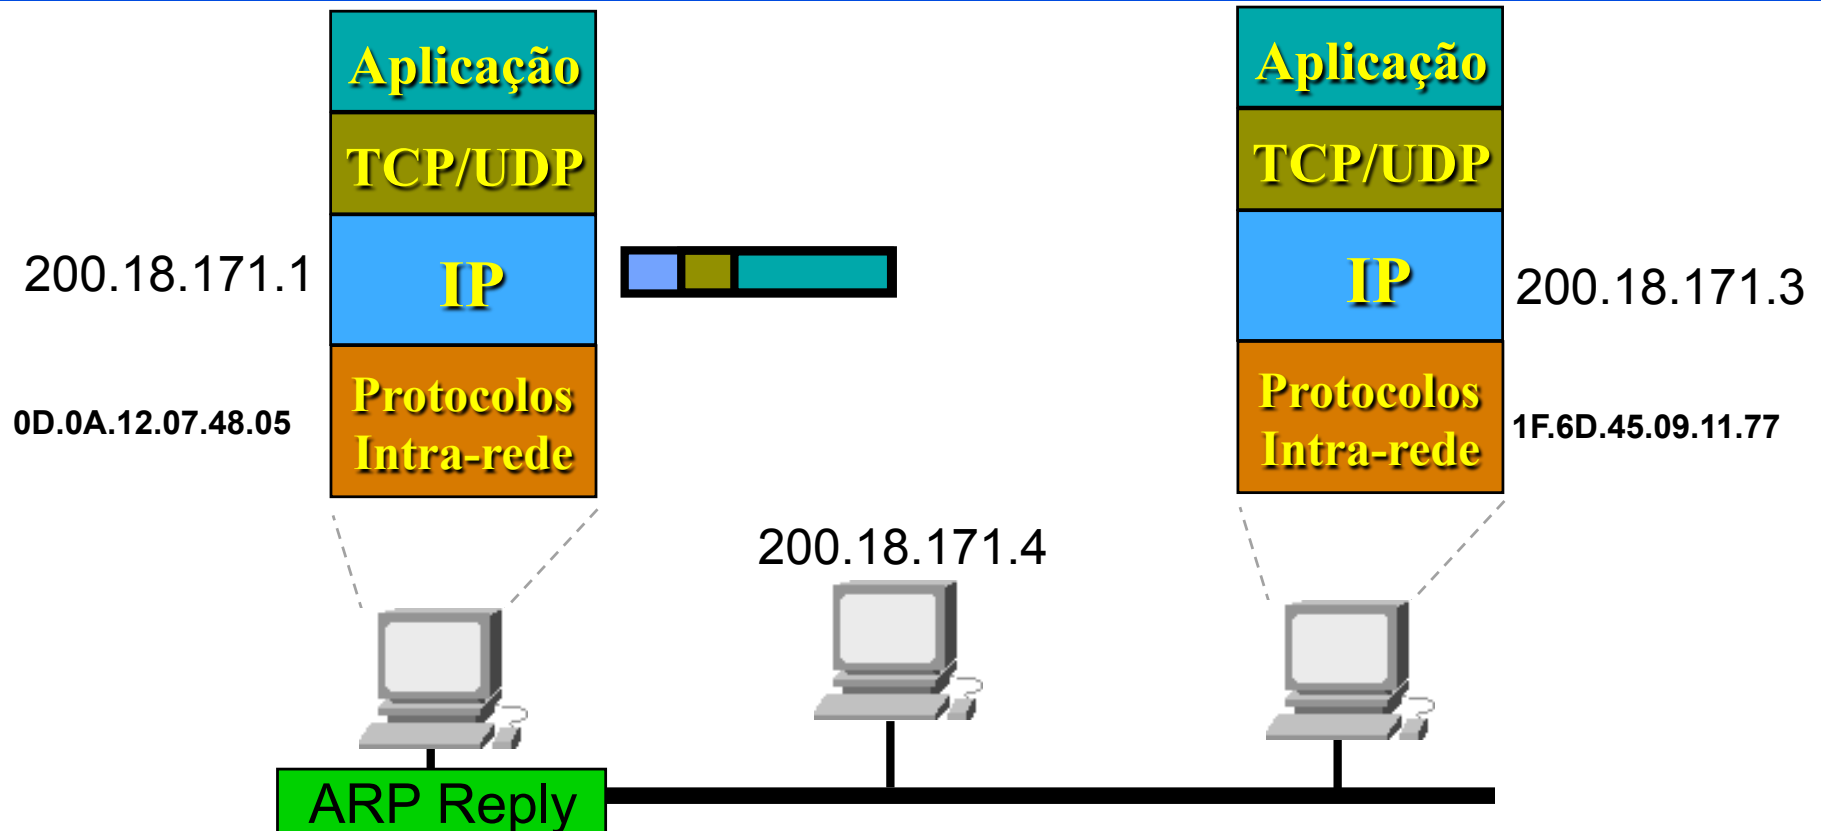 Aplicação
TCP/UDP
200.18.171.1
IP
0D.0A.12.07.48.05
Protocolos
Intra-rede
Aplicação
TCP/UDP
IP
200.18.171.3
Protocolos
Intra-rede
1F.6D.45.09.11.77
200.18.171.4
ARP Reply